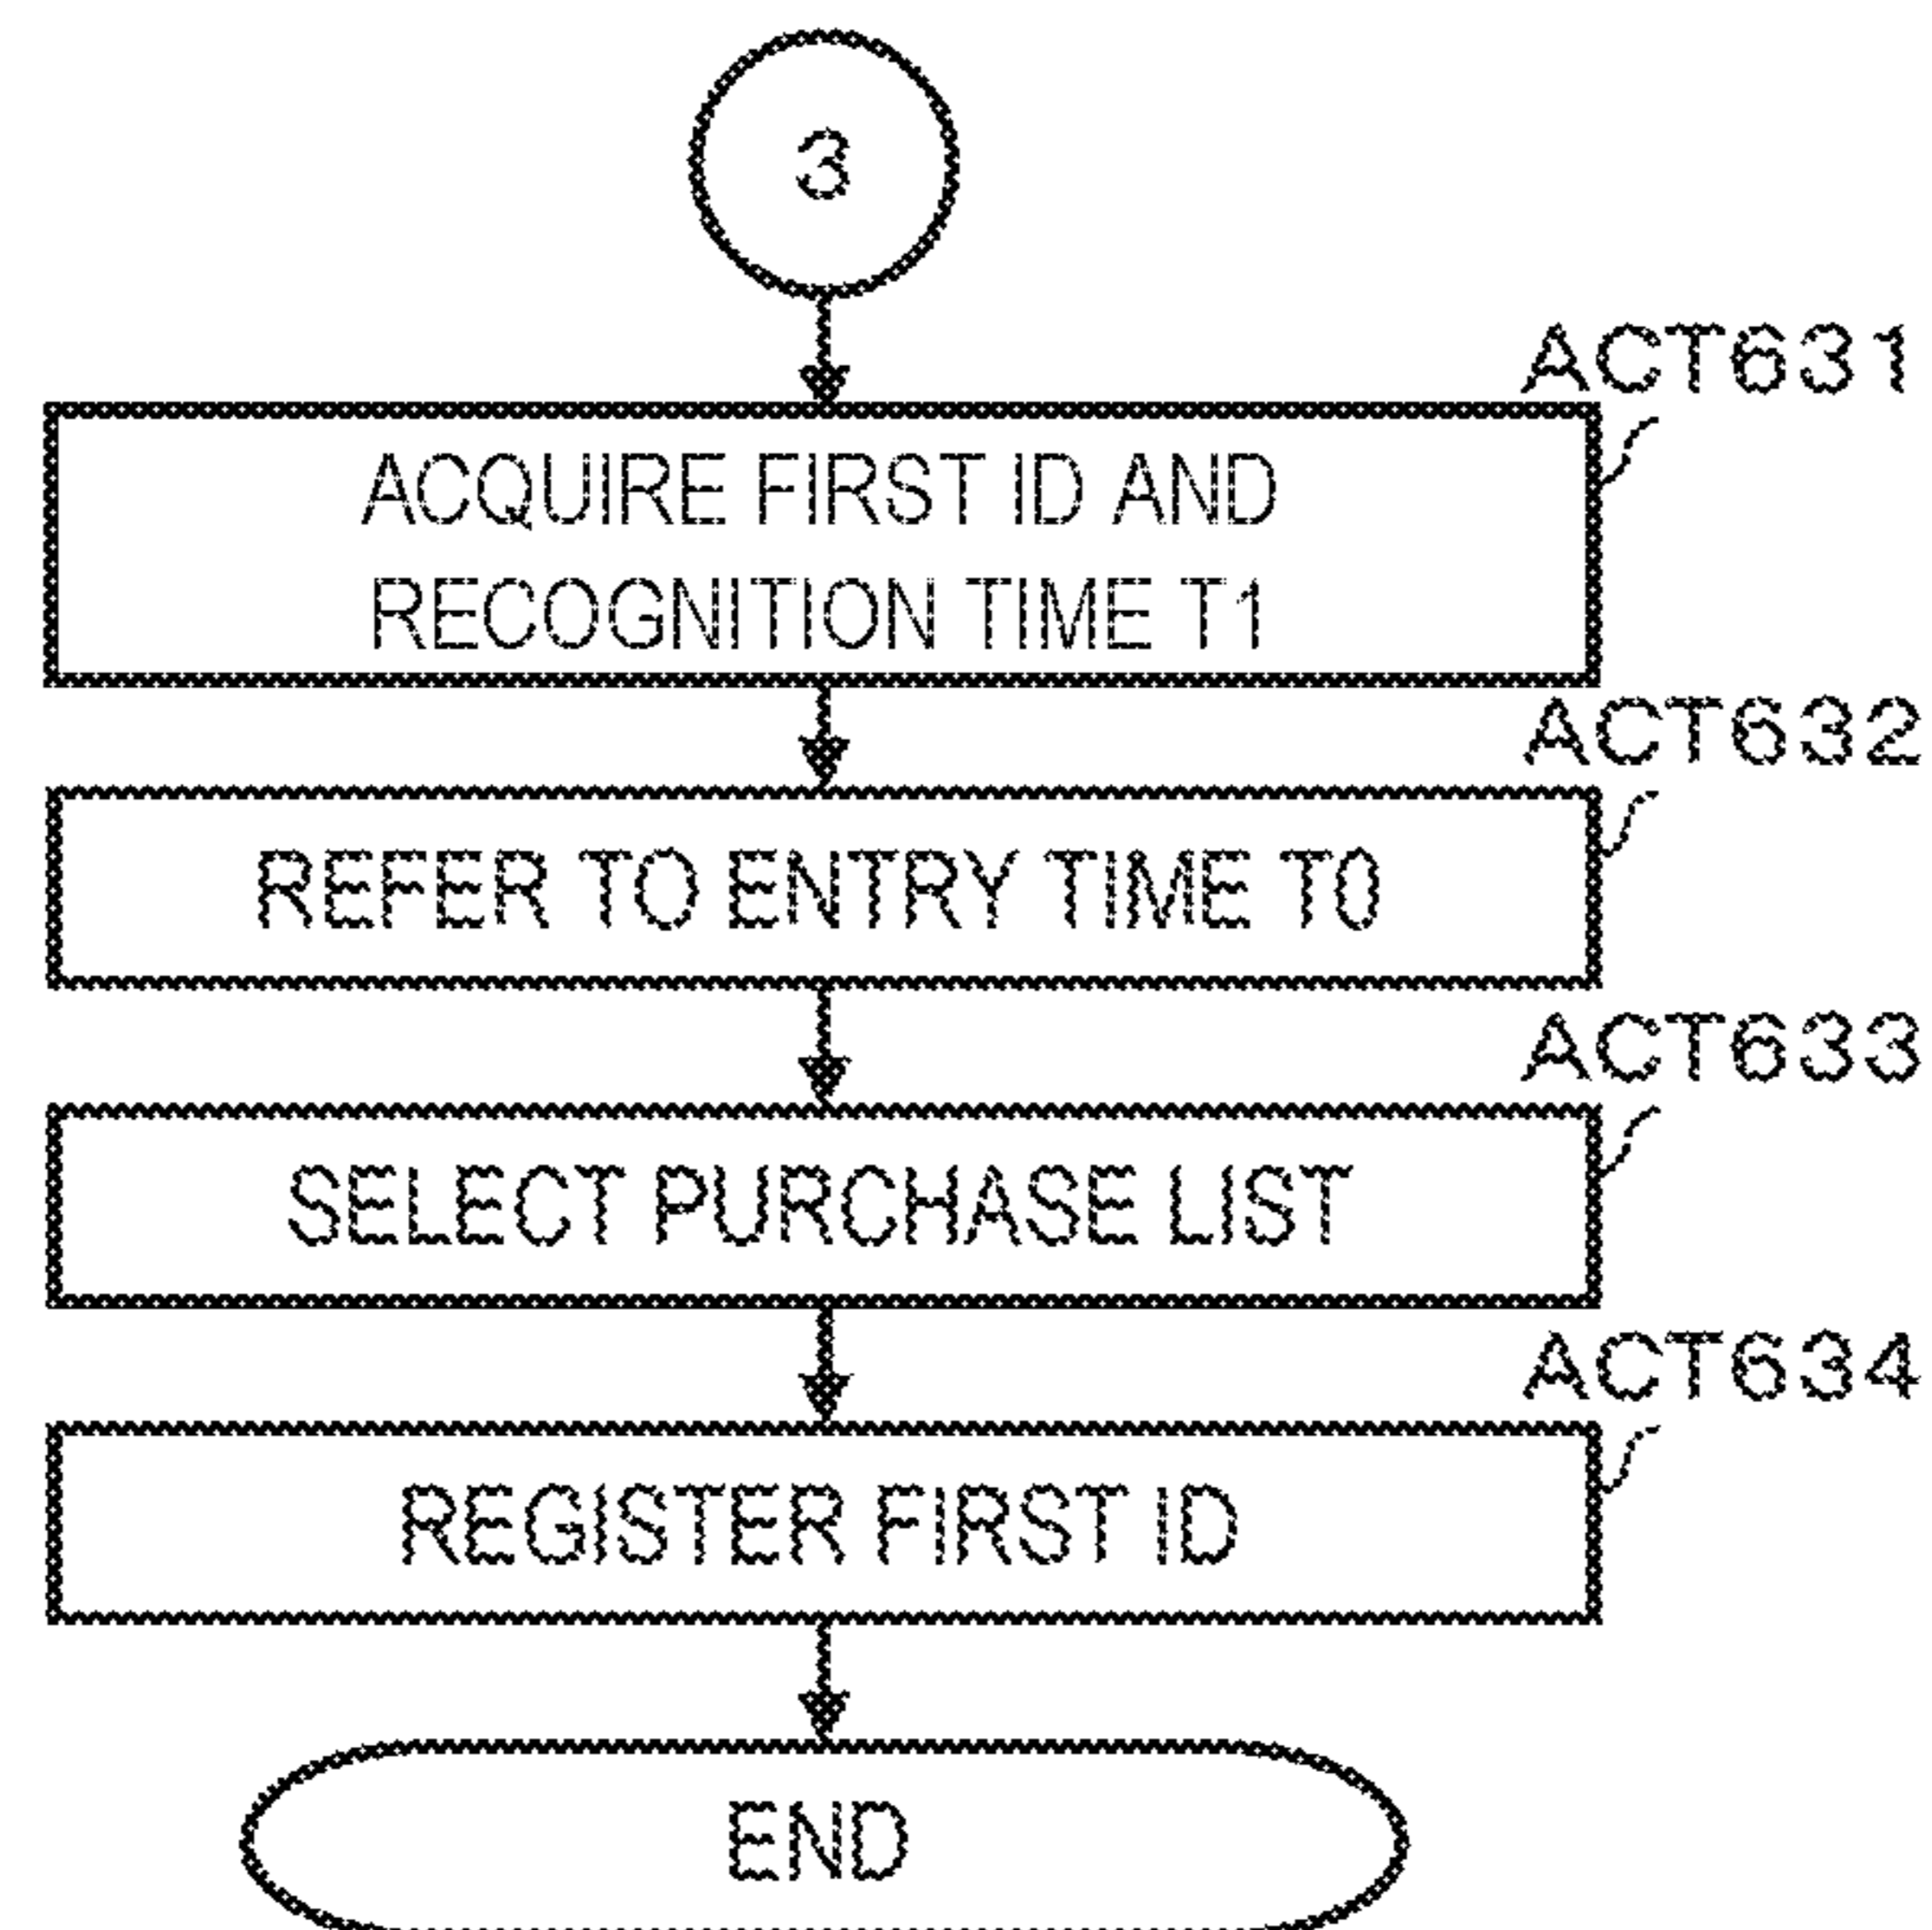 3
ACT631
ACQUIRE FIRST ID AND
RECOGNITION TIME T1
ACT632
REFER TO ENTRY TIME T0
ACT633
SELECT PURCHASE LIST
ACT634
REGISTER FIRST ID
END